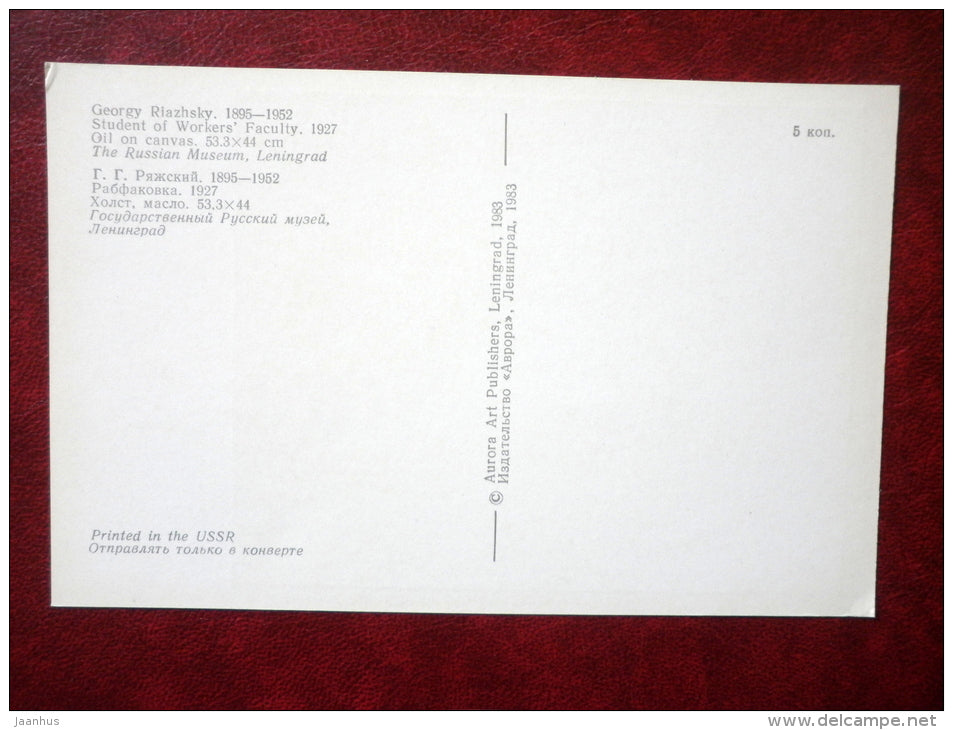 Georgy Riazhsky. 1895—1952
Student of Workers' Faculty. 1927
Oil on canvas. 53.3×44 cm
The Russian Museum, Leningrad
Г. Г. Ряжский. 1895—1952
Рабфаковка. 1927
Холст, масло. 53,3×44
Государственный Русский музей,
Ленинград
Printed in the USSR
Отправлять только в конверте
© Aurora Art Publishers, Leningrad, 1983
Издательство «Аврора», Ленинград, 1983
5 коп.
jaanhus
www.delcampe.net